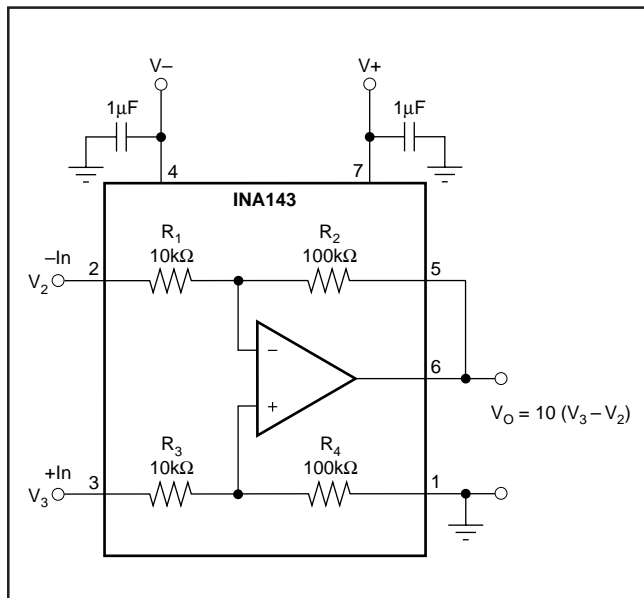 V– V+
1µF 1µF
4 7
INA143
R1 R2
–In 10kΩ 100kΩ
2 5
V2
–
6
+
VO = 10 (V3 – V2)
R3 R4
+In 10kΩ 100kΩ
3 1
V3